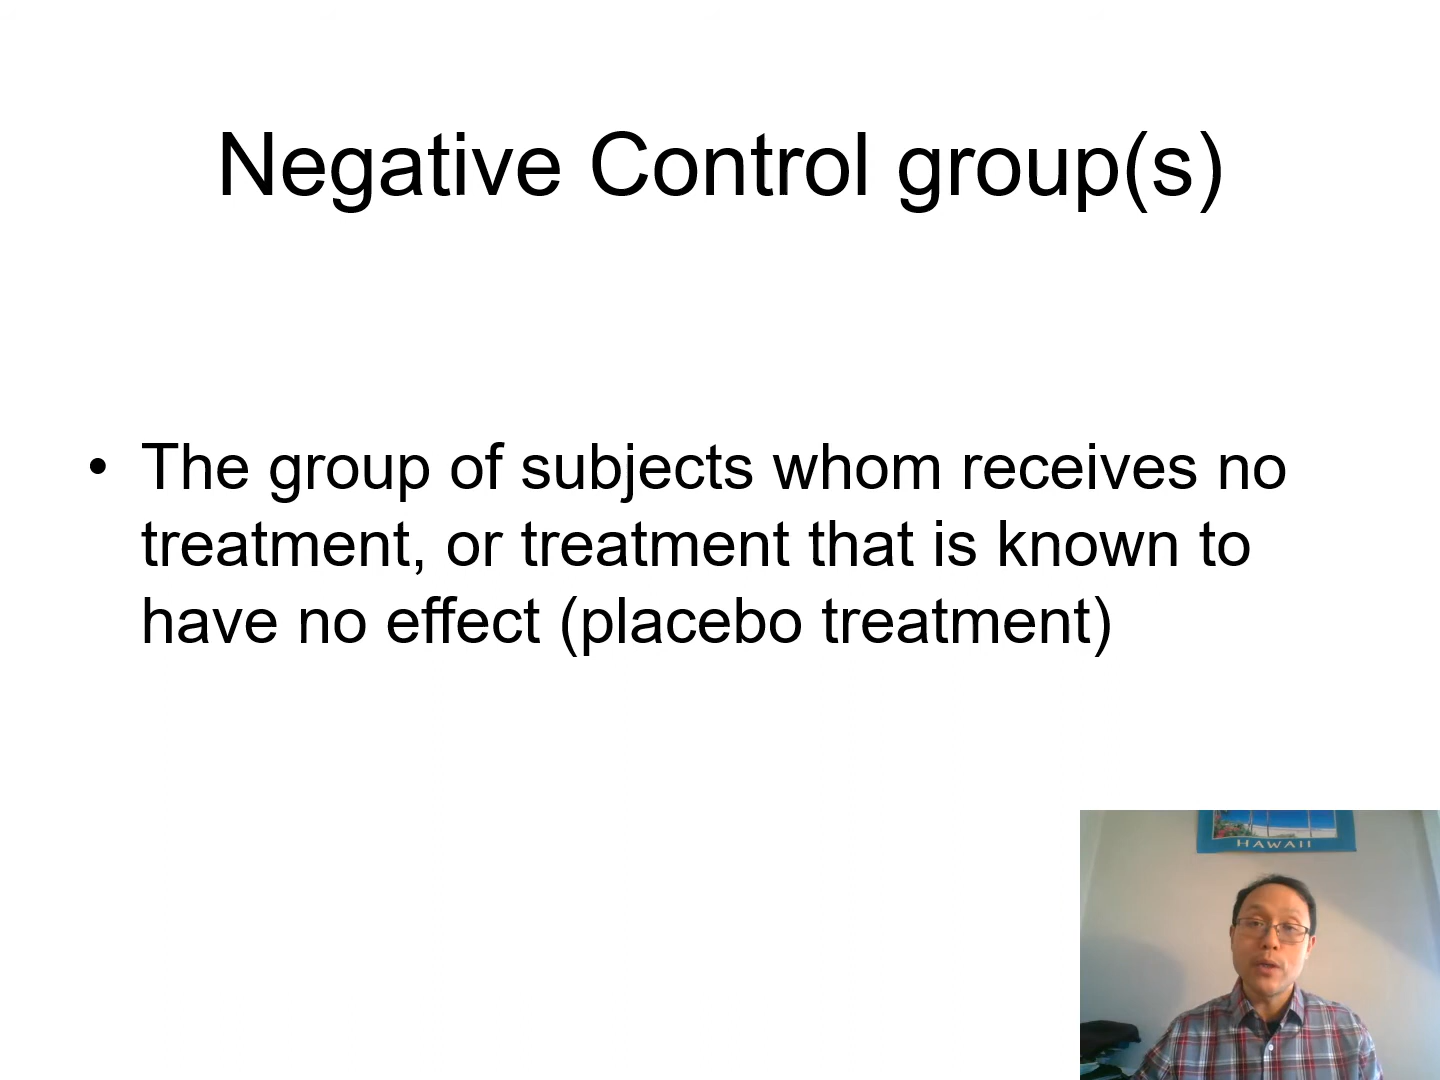 Negative Control group(s)
• The group of subjects whom receives no
treatment, or treatment that is known to
have no effect (placebo treatment)
HAWAII